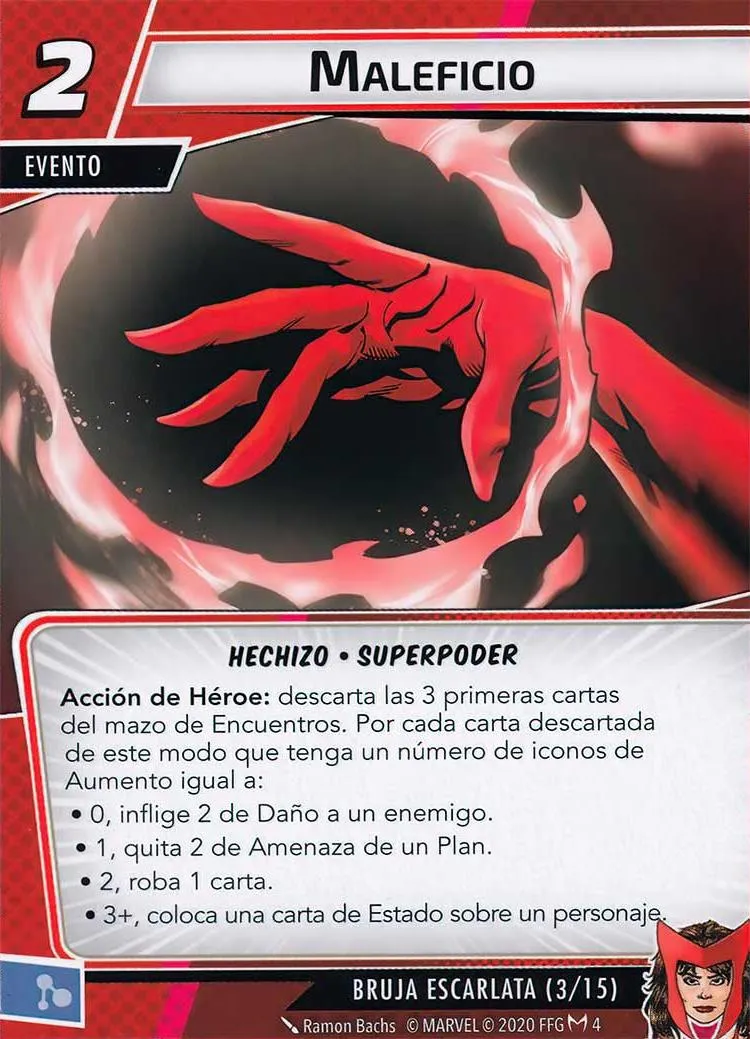 2
MALEFICIO
EVENTO
HECHIZO • SUPERPODER
Acción de Héroe: descarta las 3 primeras cartas
del mazo de Encuentros. Por cada carta descartada
de este modo que tenga un número de iconos de
Aumento igual a:
• 0, inflige 2 de Daño a un enemigo.
• 1, quita 2 de Amenaza de un Plan.
• 2, roba 1 carta.
• 3+, coloca una carta de Estado sobre un personaje.
BRUJA ESCARLATA (3/15)
Ramon Bachs © MARVEL © 2020 FFG 4